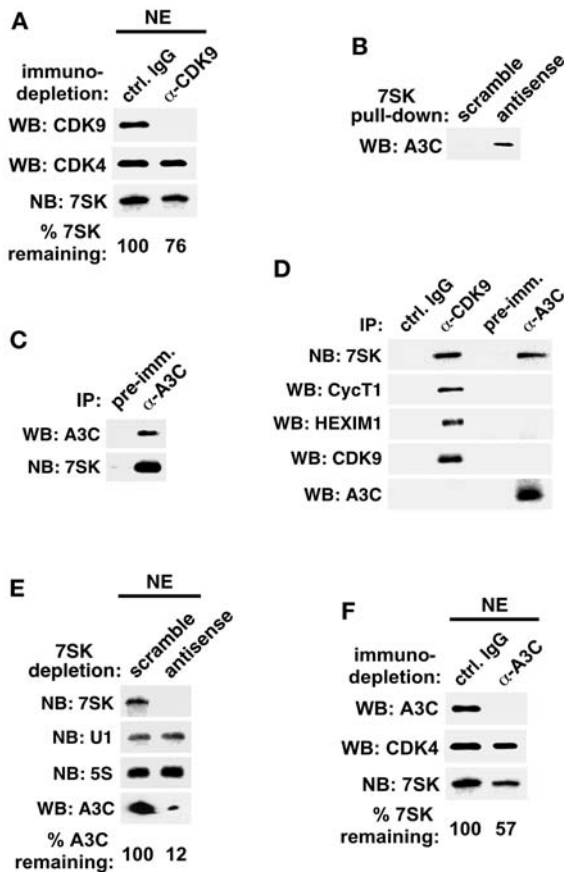 A
NE
immuno-
depletion:
ctrl. IgG
α-CDK9
WB: CDK9
WB: CDK4
NB: 7SK
% 7SK
remaining:
100 76
B
7SK
pull-down:
scramble
antisense
WB: A3C
C
IP:
pre-imm.
α-A3C
WB: A3C
NB: 7SK
D
IP:
ctrl. IgG
α-CDK9
pre-imm.
α-A3C
NB: 7SK
WB: CycT1
WB: HEXIM1
WB: CDK9
WB: A3C
E
NE
7SK
depletion:
scramble
antisense
NB: 7SK
NB: U1
NB: 5S
WB: A3C
% A3C
remaining:
100 12
F
NE
immuno-
depletion:
ctrl. IgG
α-A3C
WB: A3C
WB: CDK4
NB: 7SK
% 7SK
remaining:
100 57